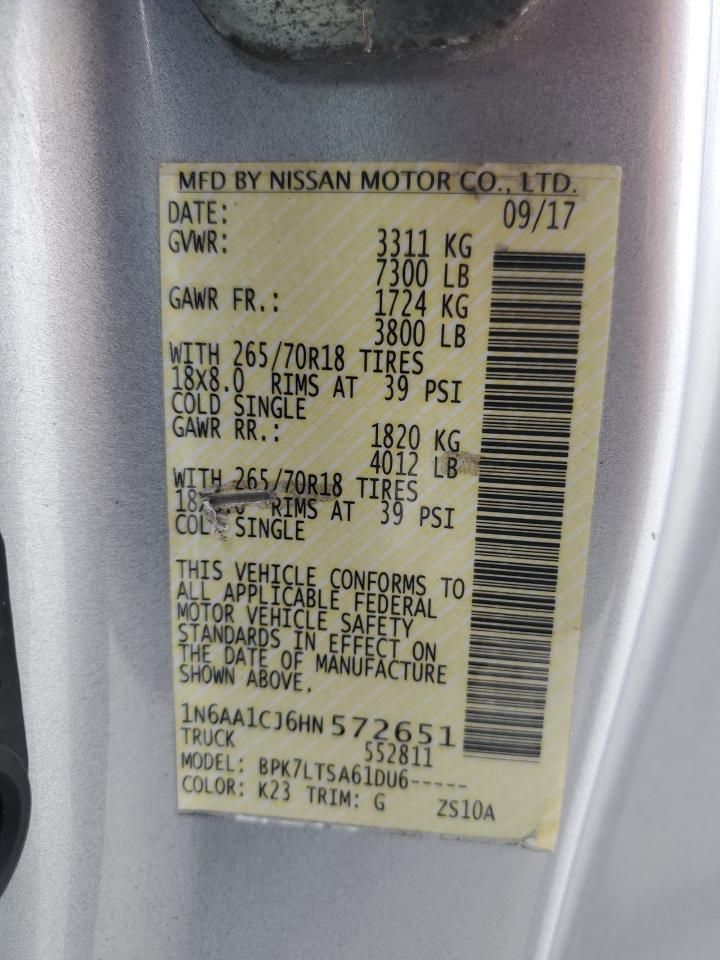 MFD BY NISSAN MOTOR CO., LTD.
DATE: 09/17
GVWR: 3311 KG
7300 LB
GAWR FR.: 1724 KG
3800 LB
WITH 265/70R18 TIRES
18X8.0 RIMS AT 39 PSI
COLD SINGLE
GAWR RR.: 1820 KG
4012 LB
WITH 265/70R18 TIRES
RIMS AT 39 PSI
SINGLE
THIS VEHICLE CONFORMS TO
ALL APPLICABLE FEDERAL
MOTOR VEHICLE SAFETY
STANDARDS IN EFFECT ON
THE DATE OF MANUFACTURE
SHOWN ABOVE.
1N6AA1CJ6HN572651
TRUCK 552811
MODEL: BPK7LTSA61DU6-----
COLOR: K23 TRIM: G ZS10A